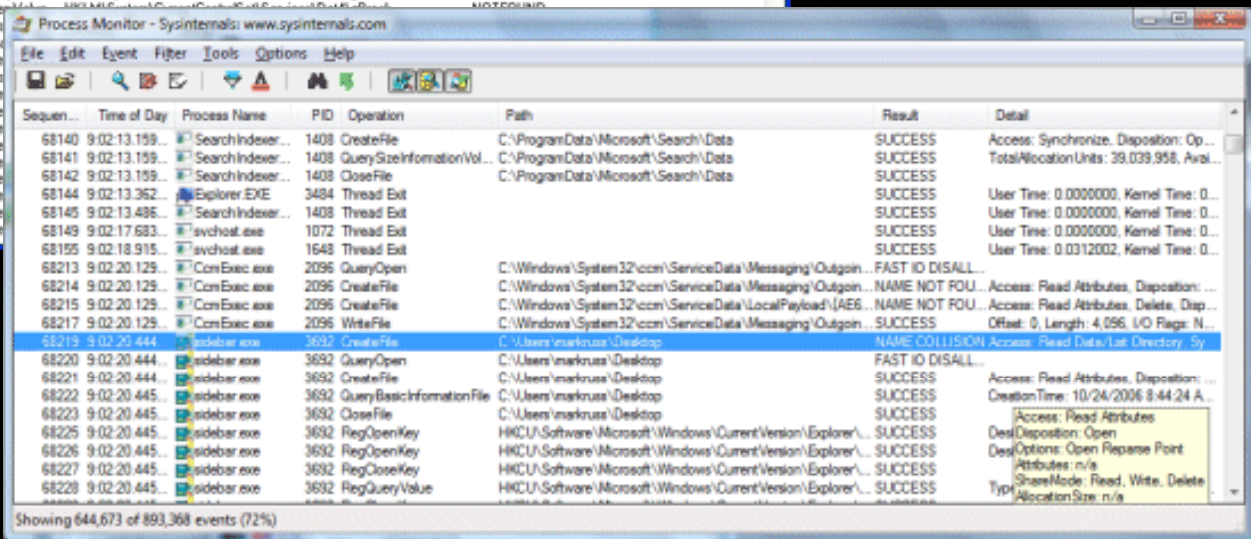 HKLM\System\CurrentControlSet\Services\ NOTFOUND
Process Monitor - Sysinternals: www.sysinternals.com
File Edit Event Filter Tools Options Help
Sequen... Time of Day Process Name PID Operation Path Result Detail
68140 9:02:13.159... SearchIndexer... 1408 CreateFile C:\ProgramData\Microsoft\Search\Data SUCCESS Access: Synchronize, Disposition: Op...
68141 9:02:13.159... SearchIndexer... 1408 QuerySizeInformationVol... C:\ProgramData\Microsoft\Search\Data SUCCESS TotalAllocationUnits: 39,039,958, Avai...
68142 9:02:13.159... SearchIndexer... 1408 CloseFile C:\ProgramData\Microsoft\Search\Data SUCCESS
68144 9:02:13.362... Explorer.EXE 3484 Thread Exit SUCCESS User Time: 0.0000000, Kernel Time: 0...
68145 9:02:13.486... SearchIndexer... 1408 Thread Exit SUCCESS User Time: 0.0000000, Kernel Time: 0...
68149 9:02:17.683... svchost.exe 1072 Thread Exit SUCCESS User Time: 0.0000000, Kernel Time: 0...
68155 9:02:18.915... svchost.exe 1648 Thread Exit SUCCESS User Time: 0.0312002, Kernel Time: 0...
68213 9:02:20.129... CcmExec.exe 2096 QueryOpen C:\Windows\System32\ccm\ServiceData\Messaging\Outgoin... FAST IO DISALL...
68214 9:02:20.129... CcmExec.exe 2096 CreateFile C:\Windows\System32\ccm\ServiceData\Messaging\Outgoin... NAME NOT FOU... Access: Read Attributes, Disposition: ...
68215 9:02:20.129... CcmExec.exe 2096 CreateFile C:\Windows\System32\ccm\ServiceData\LocalPayload\{AE6... NAME NOT FOU... Access: Read Attributes, Delete, Disp...
68217 9:02:20.129... CcmExec.exe 2096 WriteFile C:\Windows\System32\ccm\ServiceData\Messaging\Outgoin... SUCCESS Offset: 0, Length: 4,096, I/O Flags: N...
68219 9:02:20.444... sidebar.exe 3692 CreateFile C:\Users\markruss\Desktop NAME COLLISION Access: Read Data/List Directory, Sy...
68220 9:02:20.444... sidebar.exe 3692 QueryOpen C:\Users\markruss\Desktop FAST IO DISALL...
68221 9:02:20.444... sidebar.exe 3692 CreateFile C:\Users\markruss\Desktop SUCCESS Access: Read Attributes, Disposition: ...
68222 9:02:20.445... sidebar.exe 3692 QueryBasicInformationFile C:\Users\markruss\Desktop SUCCESS CreationTime: 10/24/2006 8:44:24 A...
68223 9:02:20.445... sidebar.exe 3692 CloseFile C:\Users\markruss\Desktop SUCCESS
68225 9:02:20.445... sidebar.exe 3692 RegOpenKey HKCU\Software\Microsoft\Windows\CurrentVersion\Explorer\... SUCCESS Desi
68226 9:02:20.445... sidebar.exe 3692 RegOpenKey HKCU\Software\Microsoft\Windows\CurrentVersion\Explorer\... SUCCESS Desi
68227 9:02:20.445... sidebar.exe 3692 RegCloseKey HKCU\Software\Microsoft\Windows\CurrentVersion\Explorer\... SUCCESS
68228 9:02:20.445... sidebar.exe 3692 RegQueryValue HKCU\Software\Microsoft\Windows\CurrentVersion\Explorer\... SUCCESS Type
Access: Read Attributes
Disposition: Open
Options: Open Reparse Point
Attributes: n/a
ShareMode: Read, Write, Delete
AllocationSize: n/a
Showing 644,673 of 893,368 events (72%)